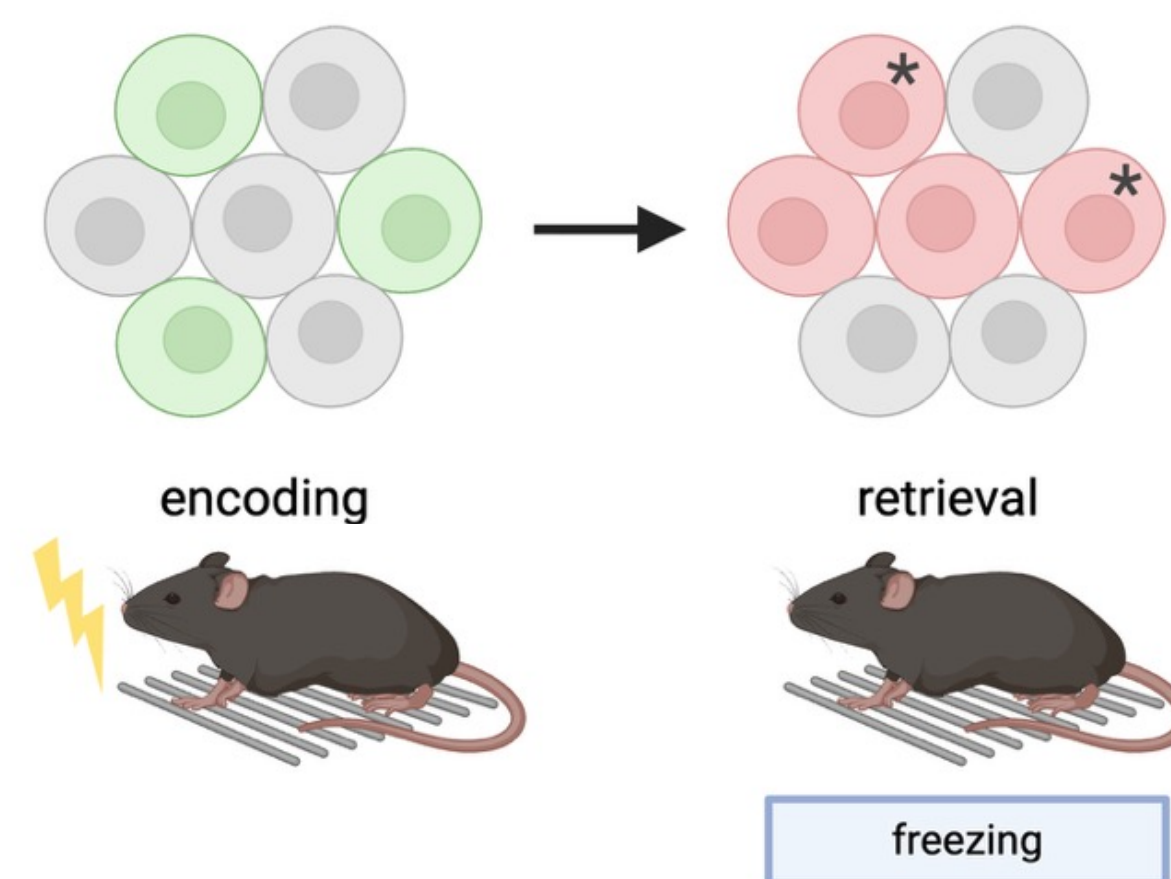 *
*
encoding
retrieval
freezing